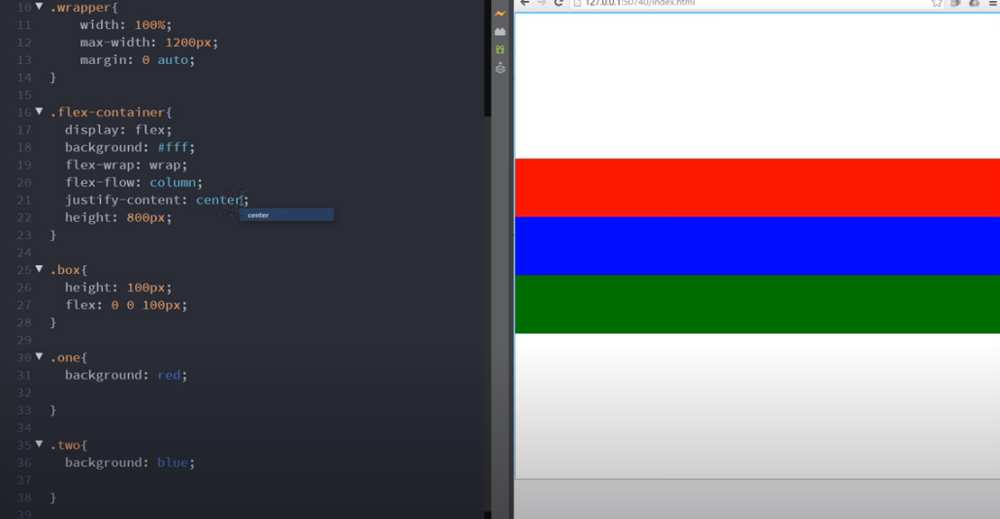 127.0.0.1:50740/index.html
10 .wrapper{
11 width: 100%;
12 max-width: 1200px;
13 margin: 0 auto;
14 }
15
16 .flex-container{
17 display: flex;
18 background: #fff;
19 flex-wrap: wrap;
20 flex-flow: column;
21 justify-content: center;
center
22 height: 800px;
23 }
24
25 .box{
26 height: 100px;
27 flex: 0 0 100px;
28 }
29
30 .one{
31 background: red;
32
33 }
34
35 .two{
36 background: blue;
37
38 }
39